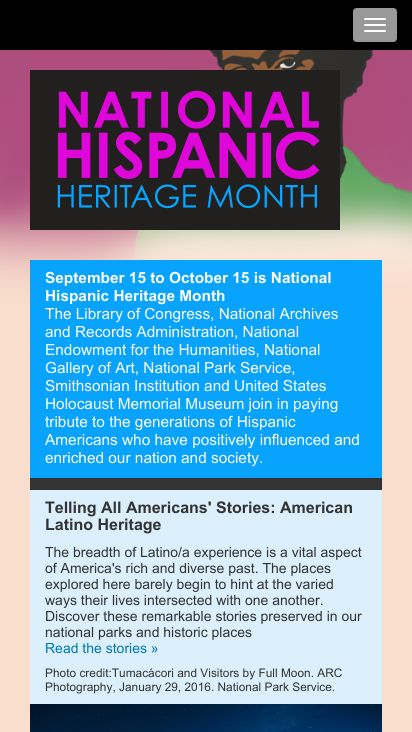 NATIONAL
HISPANIC
HERITAGE MONTH
September 15 to October 15 is National
Hispanic Heritage Month
The Library of Congress, National Archives
and Records Administration, National
Endowment for the Humanities, National
Gallery of Art, National Park Service,
Smithsonian Institution and United States
Holocaust Memorial Museum join in paying
tribute to the generations of Hispanic
Americans who have positively influenced and
enriched our nation and society.
Telling All Americans' Stories: American
Latino Heritage
The breadth of Latino/a experience is a vital aspect
of America's rich and diverse past. The places
explored here barely begin to hint at the varied
ways their lives intersected with one another.
Discover these remarkable stories preserved in our
national parks and historic places
Read the stories »
Photo credit:Tumacácori and Visitors by Full Moon. ARC
Photography, January 29, 2016. National Park Service.